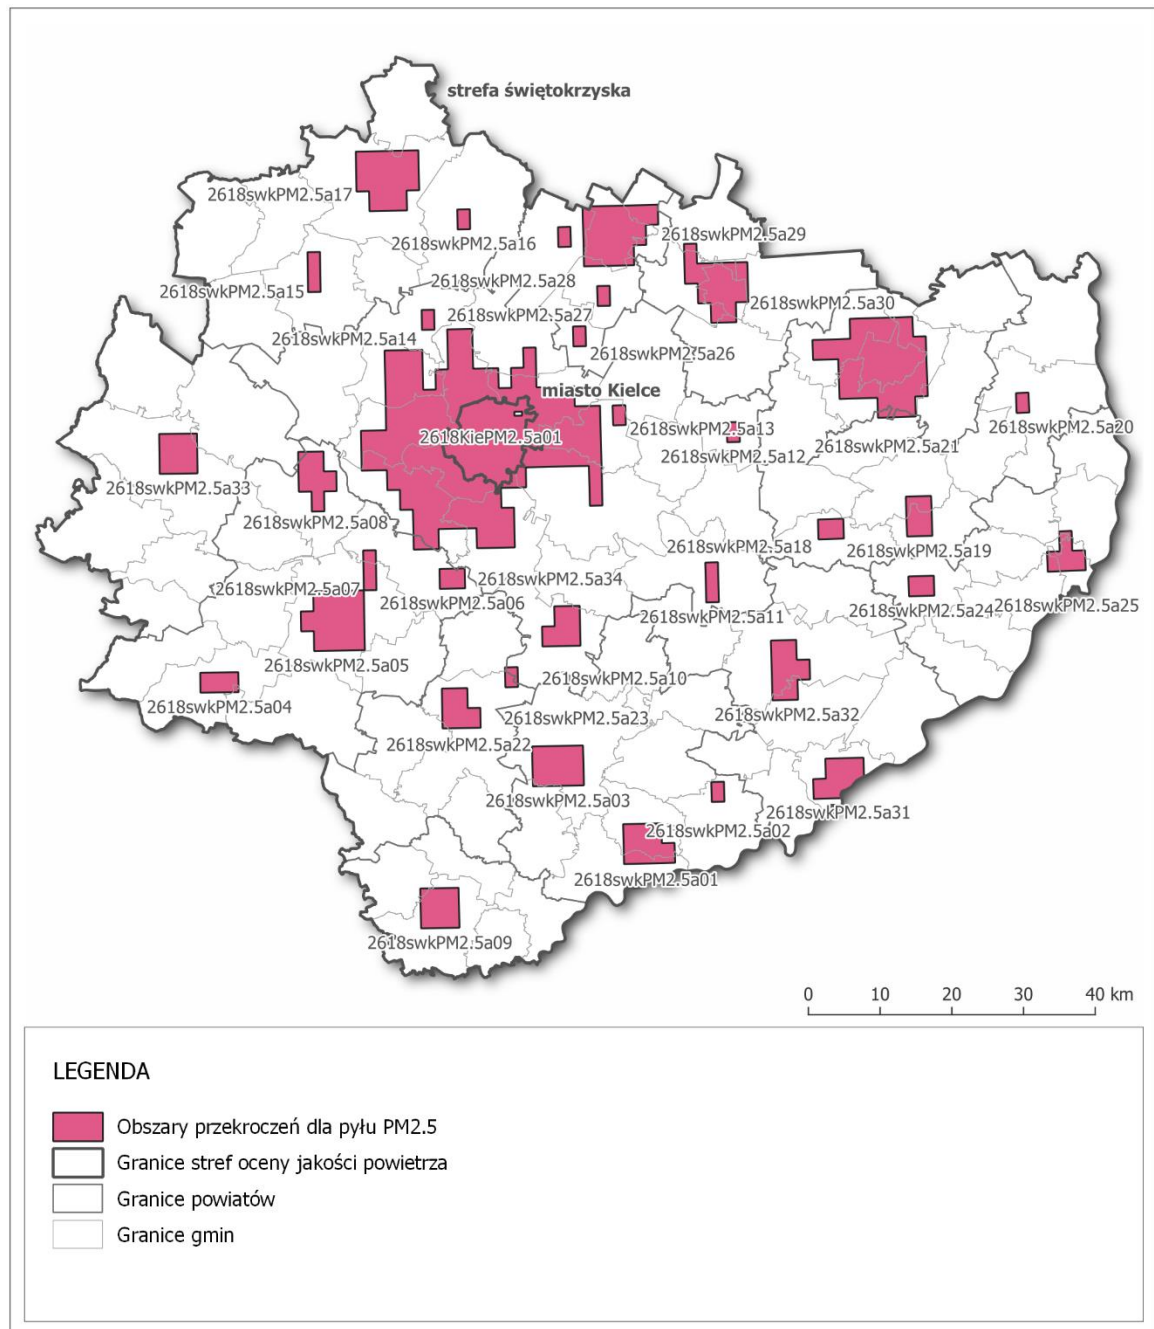 strefa świętokrzyska
2618swkPM2.5a17
2618swkPM2.5a16
2618swkPM2.5a29
2618swkPM2.5a15
2618swkPM2.5a28
2618swkPM2.5a30
2618swkPM2.5a14
2618swkPM2.5a27
2618swkPM2.5a26
miasto Kielce
2618KiePM2.5a01
2618swkPM2.5a13
2618swkPM2.5a12
2618swkPM2.5a21
2618swkPM2.5a20
2618swkPM2.5a33
2618swkPM2.5a08
2618swkPM2.5a18
2618swkPM2.5a19
2618swkPM2.5a07
2618swkPM2.5a06
2618swkPM2.5a34
2618swkPM2.5a11
2618swkPM2.5a24
2618swkPM2.5a25
2618swkPM2.5a05
2618swkPM2.5a10
2618swkPM2.5a04
2618swkPM2.5a23
2618swkPM2.5a32
2618swkPM2.5a22
2618swkPM2.5a03
2618swkPM2.5a31
2618swkPM2.5a02
2618swkPM2.5a01
2618swkPM2.5a09
0 10 20 30 40 km
LEGENDA
Obszary przekroczeń dla pyłu PM2.5
Granice stref oceny jakości powietrza
Granice powiatów
Granice gmin